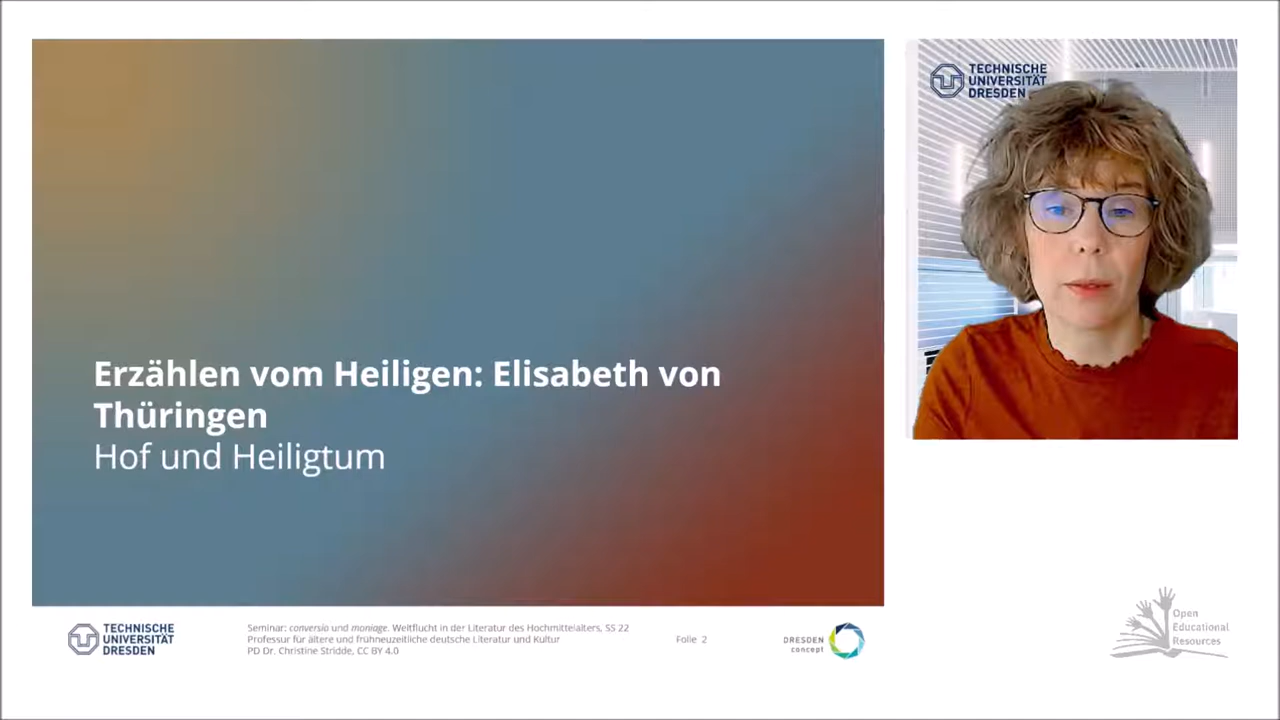 Erzählen vom Heiligen: Elisabeth von
Thüringen
Hof und Heiligtum
TECHNISCHE
UNIVERSITÄT
DRESDEN
TECHNISCHE
UNIVERSITÄT
DRESDEN
Seminar: conversio und moniage. Weltflucht in der Literatur des Hochmittelalters, SS 22
Professur für ältere und frühneuzeitliche deutsche Literatur und Kultur
PD Dr. Christine Stridde, CC BY 4.0
Folie 2
DRESDEN
concept
Open
Educational
Resources